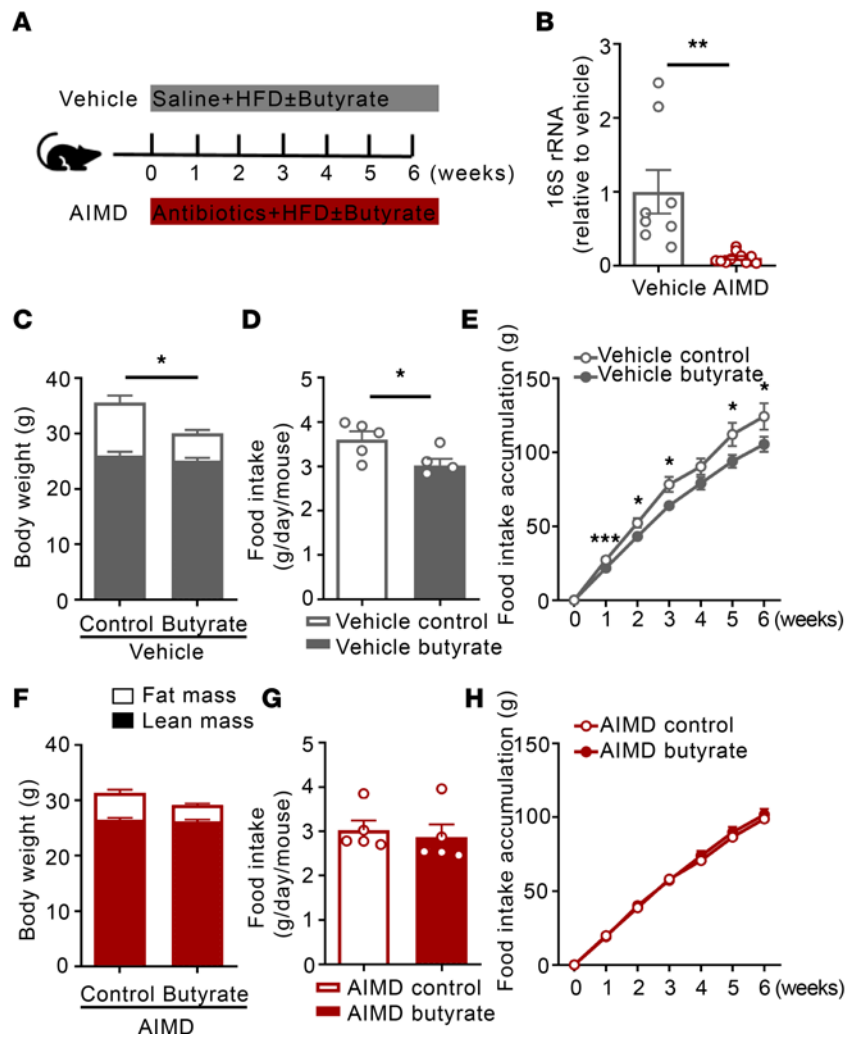 A
Vehicle Saline+HFD±Butyrate
0 1 2 3 4 5 6 (weeks)
AIMD Antibiotics+HFD±Butyrate
B
**
16S rRNA
(relative to vehicle)
3
2
1
0
Vehicle AIMD
C
*
Body weight (g)
40
30
20
10
0
Control Butyrate
Vehicle
D
*
Food intake
(g/day/mouse)
5
4
3
2
1
0
Vehicle control
Vehicle butyrate
E
Food intake accumulation (g)
Vehicle control
Vehicle butyrate
150
100
50
0
*** * * * *
0 1 2 3 4 5 6 (weeks)
F
Fat mass
Lean mass
Body weight (g)
40
30
20
10
0
Control Butyrate
AIMD
G
Food intake
(g/day/mouse)
5
4
3
2
1
0
AIMD control
AIMD butyrate
H
Food intake accumulation (g)
AIMD control
AIMD butyrate
150
100
50
0
0 1 2 3 4 5 6 (weeks)